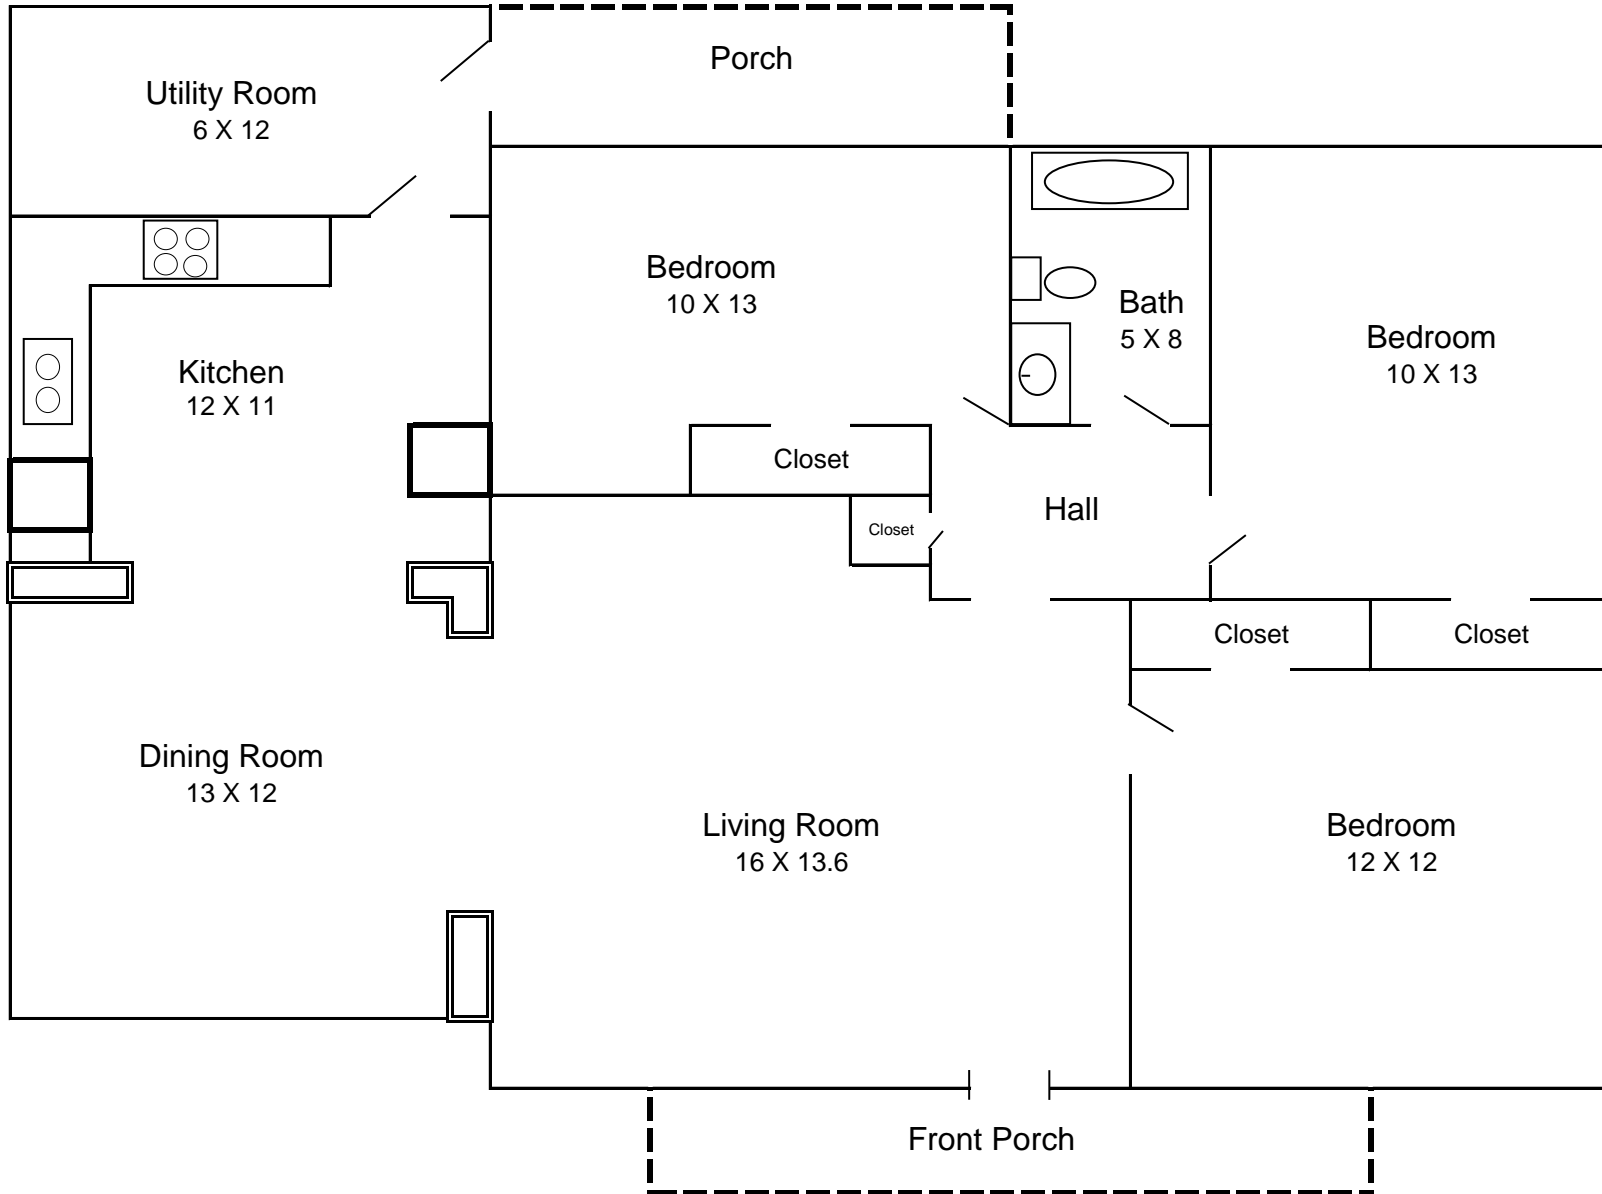 Porch
Utility Room
6 X 12
Bedroom
10 X 13
Bath
5 X 8
Bedroom
10 X 13
Kitchen
12 X 11
Closet
Hall
Closet
Closet
Closet
Dining Room
13 X 12
Living Room
16 X 13.6
Bedroom
12 X 12
Front Porch